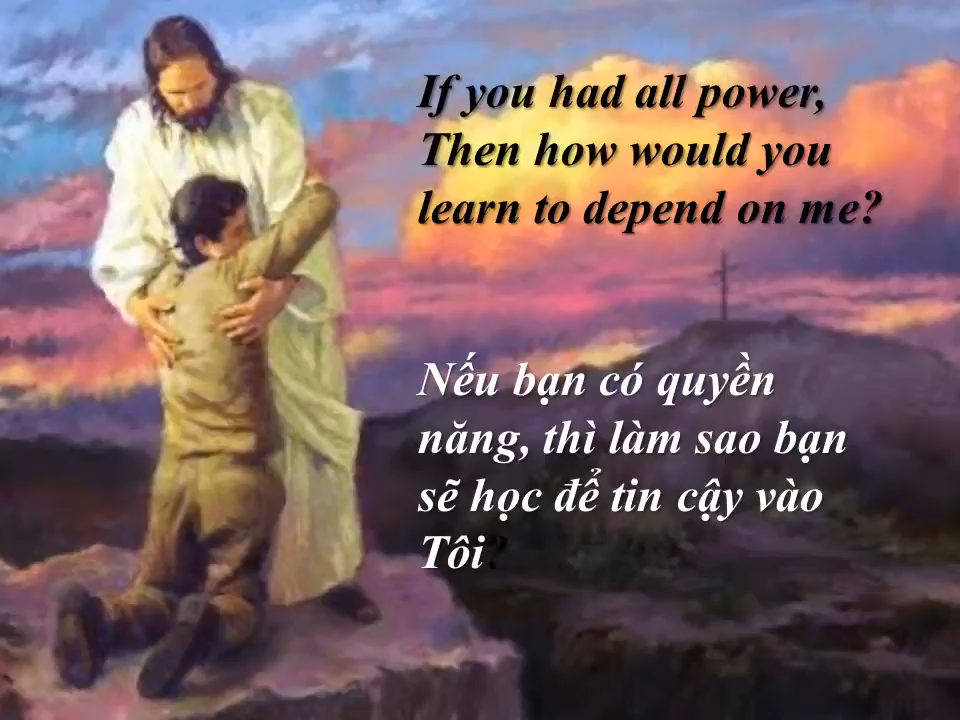 If you had all power,
Then how would you
learn to depend on me?
Nếu bạn có quyền
năng, thì làm sao bạn
sẽ học để tin cậy vào
Tôi?